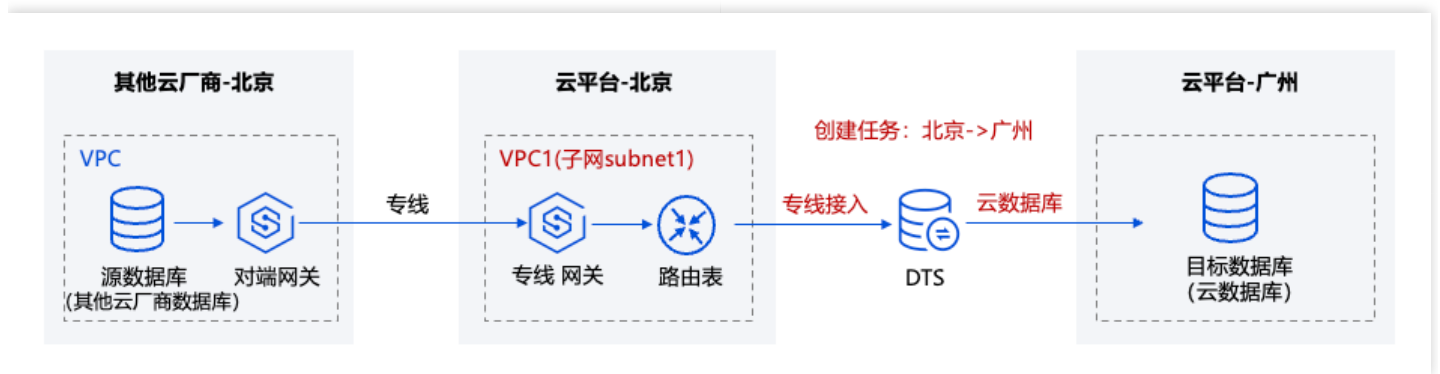 其他云厂商-北京
云平台-北京
云平台-广州
创建任务：北京->广州
VPC
VPC1(子网subnet1)
专线
专线接入
云数据库
源数据库
(其他云厂商数据库)
对端网关
专线 网关
路由表
DTS
目标数据库
(云数据库)